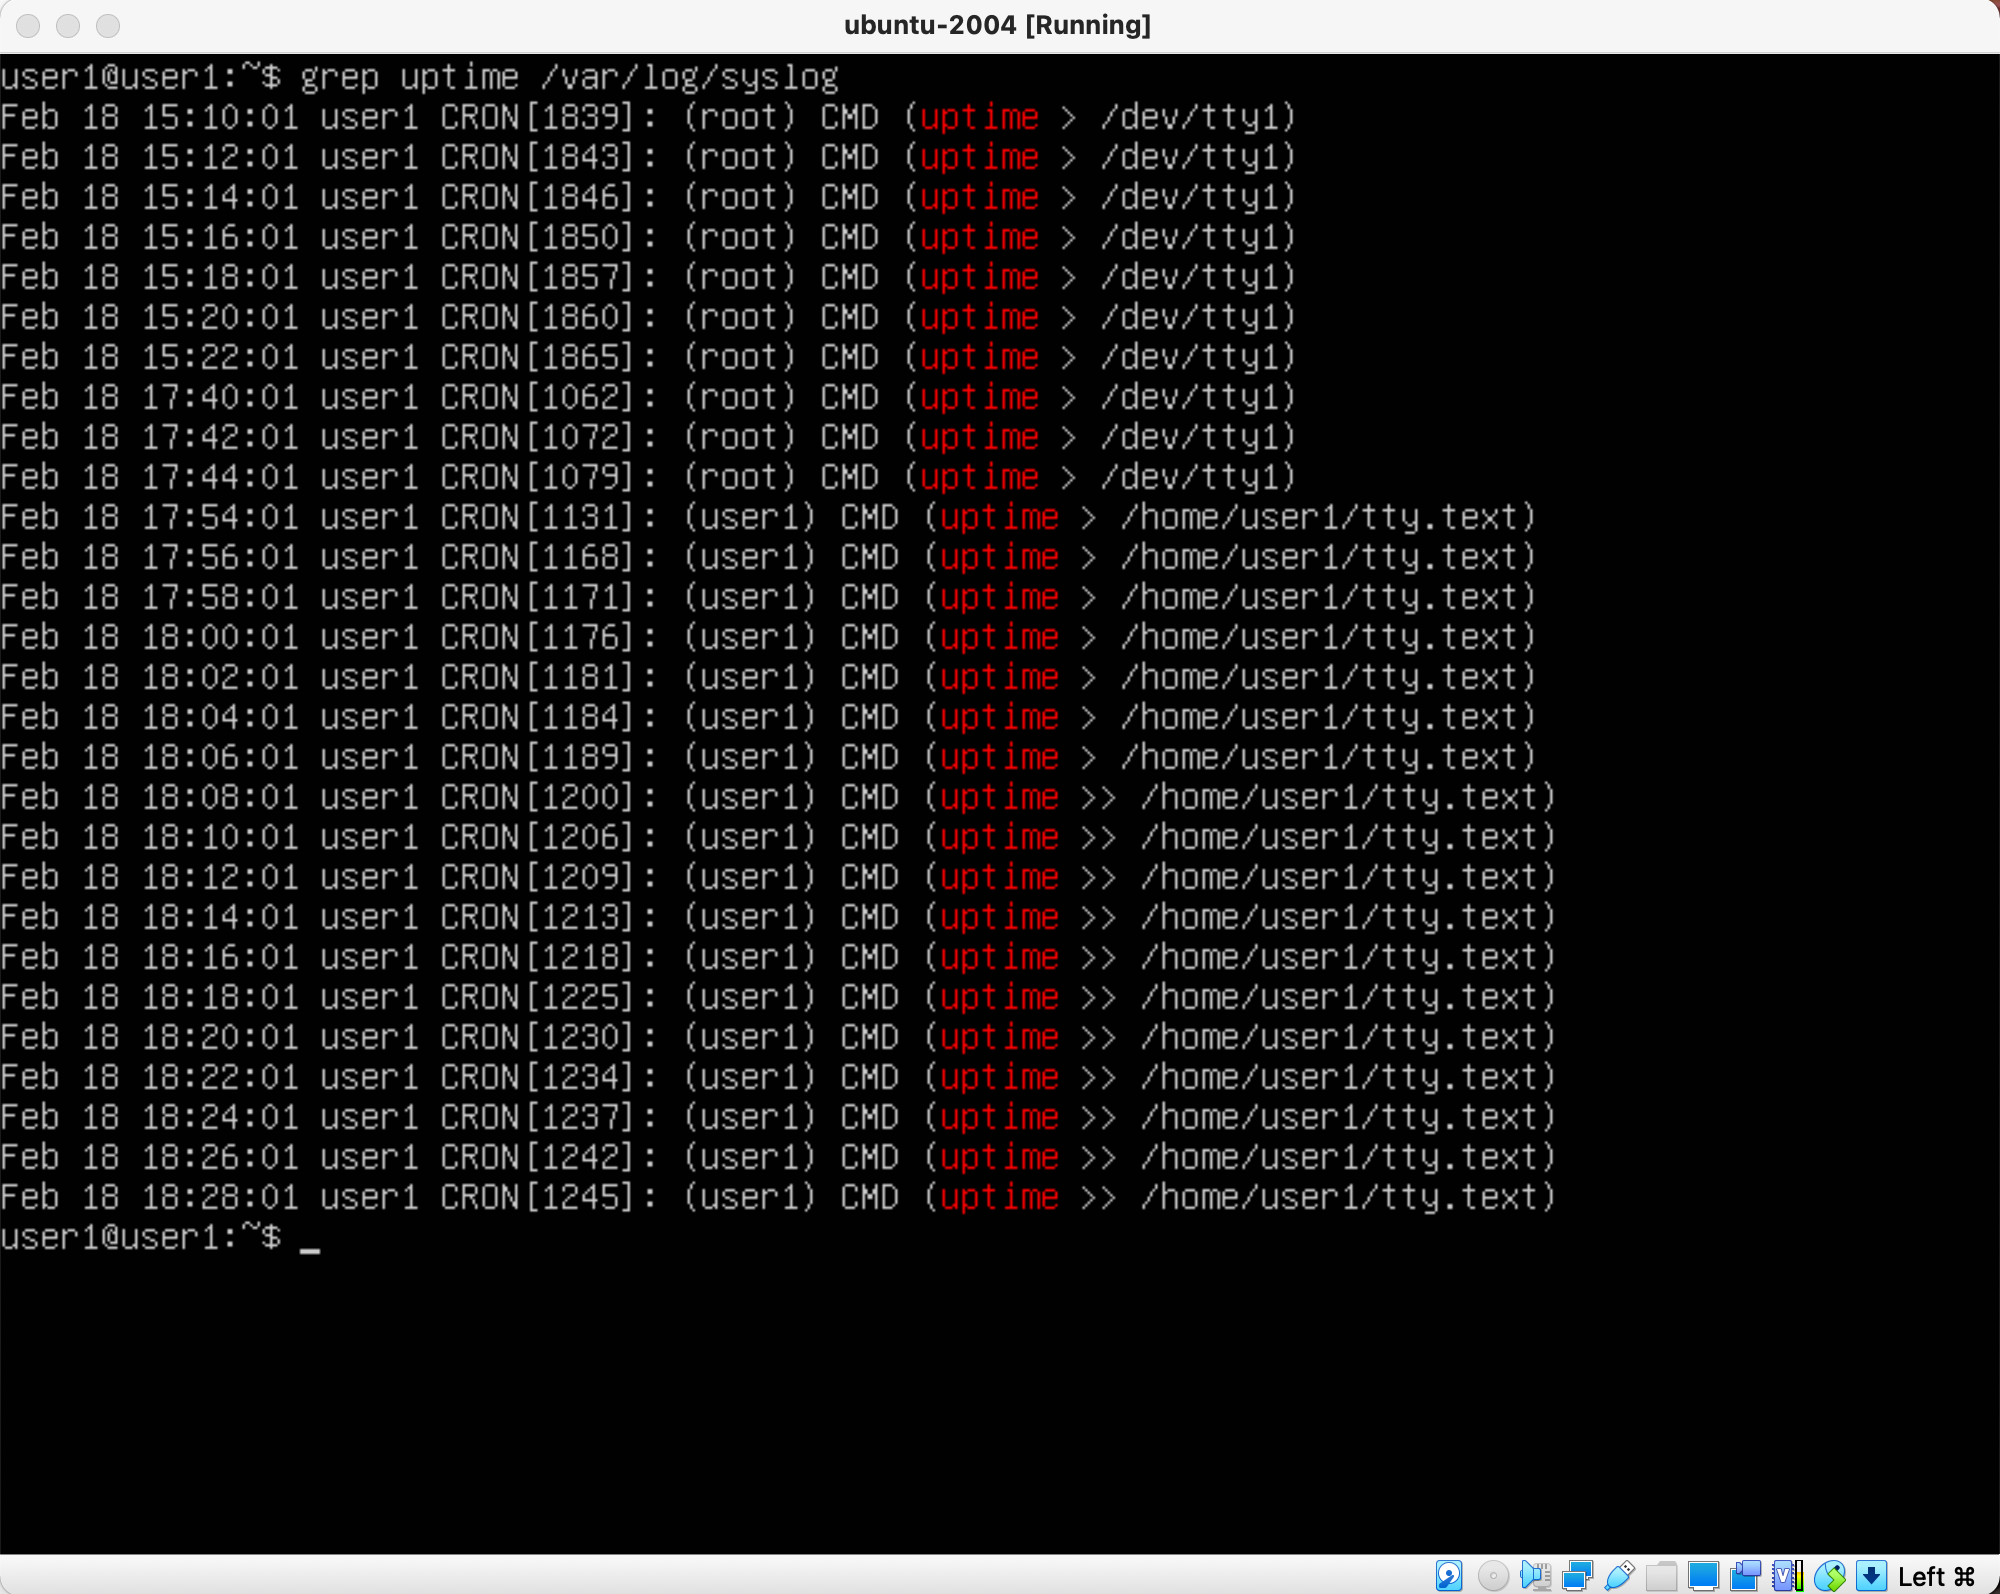 ubuntu-2004 [Running]
user1@user1:~$ grep uptime /var/log/syslog
Feb 18 15:10:01 user1 CRON[1839]: (root) CMD (uptime > /dev/tty1)
Feb 18 15:12:01 user1 CRON[1843]: (root) CMD (uptime > /dev/tty1)
Feb 18 15:14:01 user1 CRON[1846]: (root) CMD (uptime > /dev/tty1)
Feb 18 15:16:01 user1 CRON[1850]: (root) CMD (uptime > /dev/tty1)
Feb 18 15:18:01 user1 CRON[1857]: (root) CMD (uptime > /dev/tty1)
Feb 18 15:20:01 user1 CRON[1860]: (root) CMD (uptime > /dev/tty1)
Feb 18 15:22:01 user1 CRON[1865]: (root) CMD (uptime > /dev/tty1)
Feb 18 17:40:01 user1 CRON[1062]: (root) CMD (uptime > /dev/tty1)
Feb 18 17:42:01 user1 CRON[1072]: (root) CMD (uptime > /dev/tty1)
Feb 18 17:44:01 user1 CRON[1079]: (root) CMD (uptime > /dev/tty1)
Feb 18 17:54:01 user1 CRON[1131]: (user1) CMD (uptime > /home/user1/tty.text)
Feb 18 17:56:01 user1 CRON[1168]: (user1) CMD (uptime > /home/user1/tty.text)
Feb 18 17:58:01 user1 CRON[1171]: (user1) CMD (uptime > /home/user1/tty.text)
Feb 18 18:00:01 user1 CRON[1176]: (user1) CMD (uptime > /home/user1/tty.text)
Feb 18 18:02:01 user1 CRON[1181]: (user1) CMD (uptime > /home/user1/tty.text)
Feb 18 18:04:01 user1 CRON[1184]: (user1) CMD (uptime > /home/user1/tty.text)
Feb 18 18:06:01 user1 CRON[1189]: (user1) CMD (uptime > /home/user1/tty.text)
Feb 18 18:08:01 user1 CRON[1200]: (user1) CMD (uptime >> /home/user1/tty.text)
Feb 18 18:10:01 user1 CRON[1206]: (user1) CMD (uptime >> /home/user1/tty.text)
Feb 18 18:12:01 user1 CRON[1209]: (user1) CMD (uptime >> /home/user1/tty.text)
Feb 18 18:14:01 user1 CRON[1213]: (user1) CMD (uptime >> /home/user1/tty.text)
Feb 18 18:16:01 user1 CRON[1218]: (user1) CMD (uptime >> /home/user1/tty.text)
Feb 18 18:18:01 user1 CRON[1225]: (user1) CMD (uptime >> /home/user1/tty.text)
Feb 18 18:20:01 user1 CRON[1230]: (user1) CMD (uptime >> /home/user1/tty.text)
Feb 18 18:22:01 user1 CRON[1234]: (user1) CMD (uptime >> /home/user1/tty.text)
Feb 18 18:24:01 user1 CRON[1237]: (user1) CMD (uptime >> /home/user1/tty.text)
Feb 18 18:26:01 user1 CRON[1242]: (user1) CMD (uptime >> /home/user1/tty.text)
Feb 18 18:28:01 user1 CRON[1245]: (user1) CMD (uptime >> /home/user1/tty.text)
user1@user1:~$ _
Left ⌘